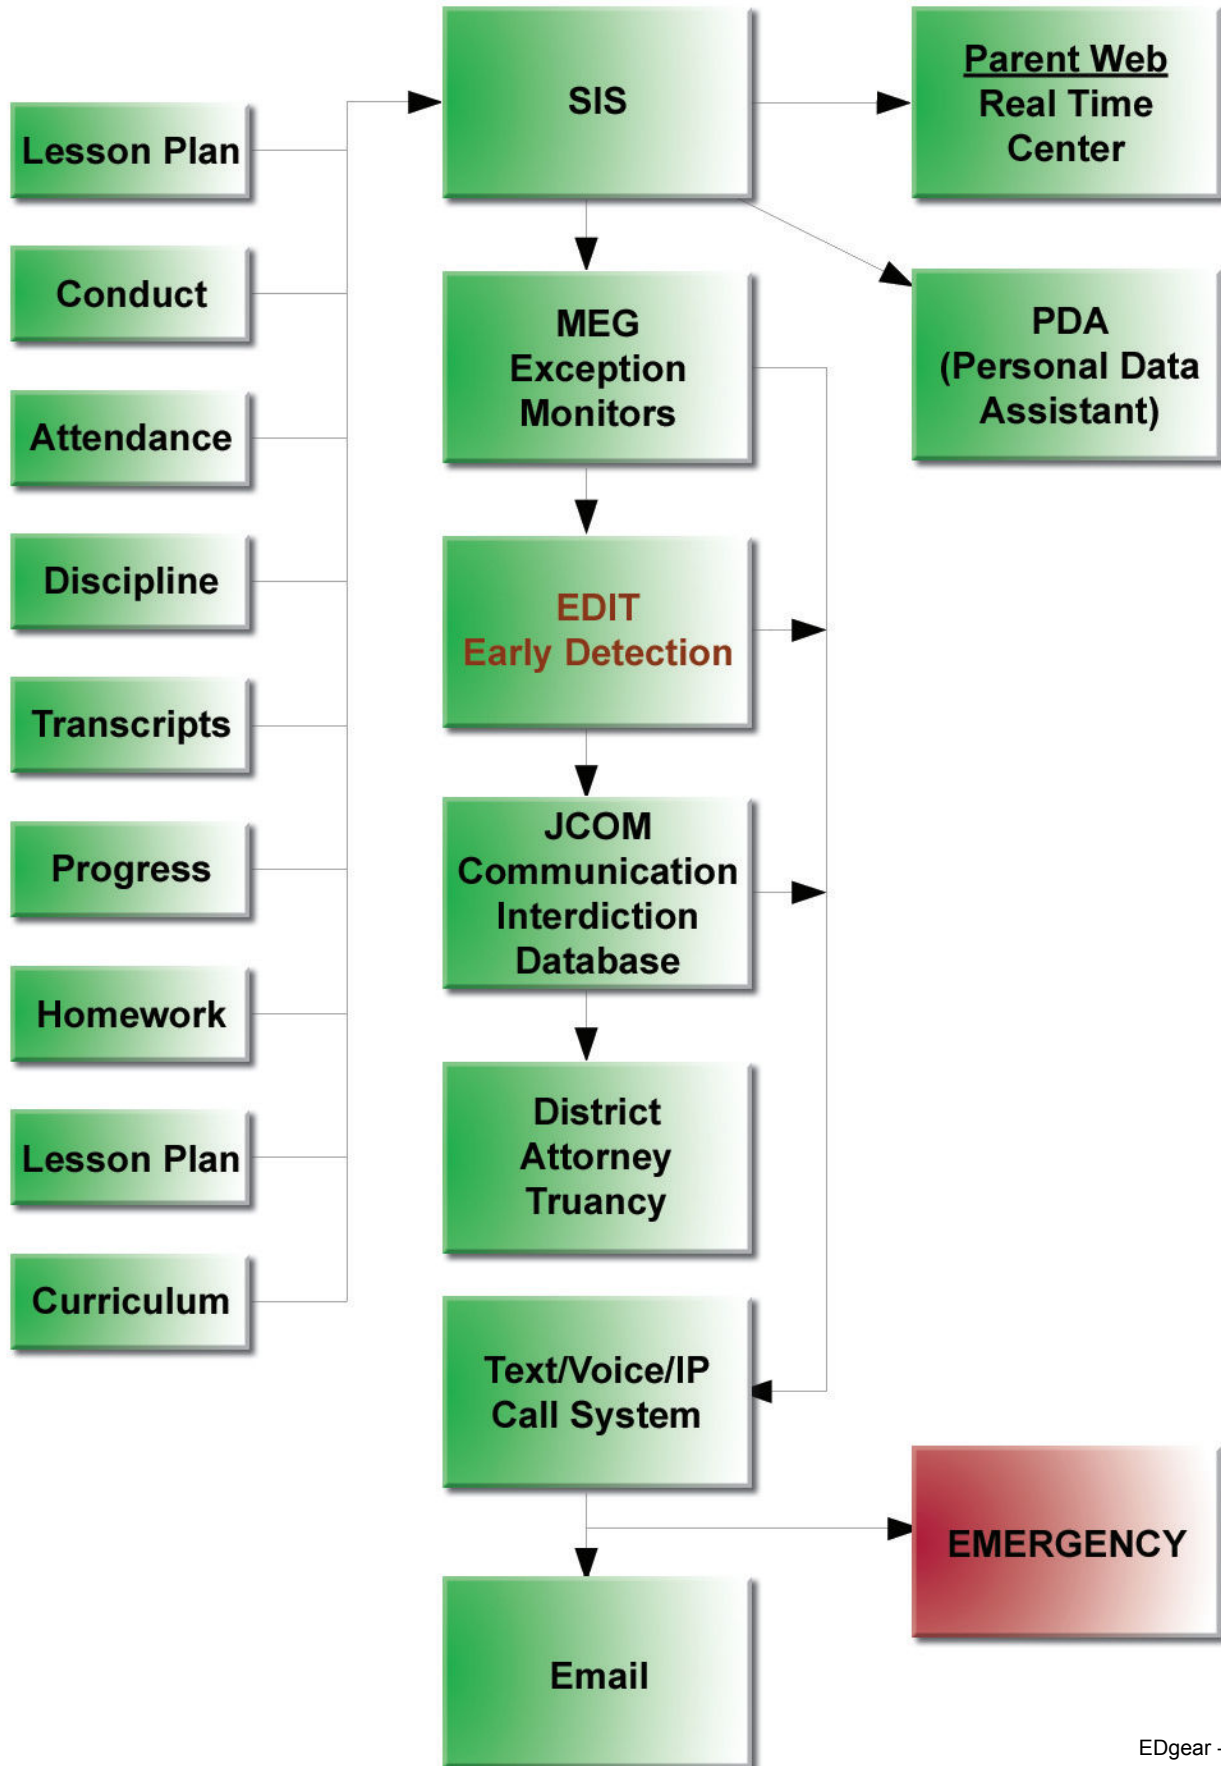 SIS
Parent Web
Real Time
Center
Lesson Plan
Conduct
Attendance
Discipline
Transcripts
Progress
Homework
Lesson Plan
Curriculum
MEG
Exception
Monitors
PDA
(Personal Data
Assistant)
EDIT
Early Detection
JCOM
Communication
Interdiction
Database
District
Attorney
Truancy
Text/Voice/IP
Call System
EMERGENCY
Email
EDgear -